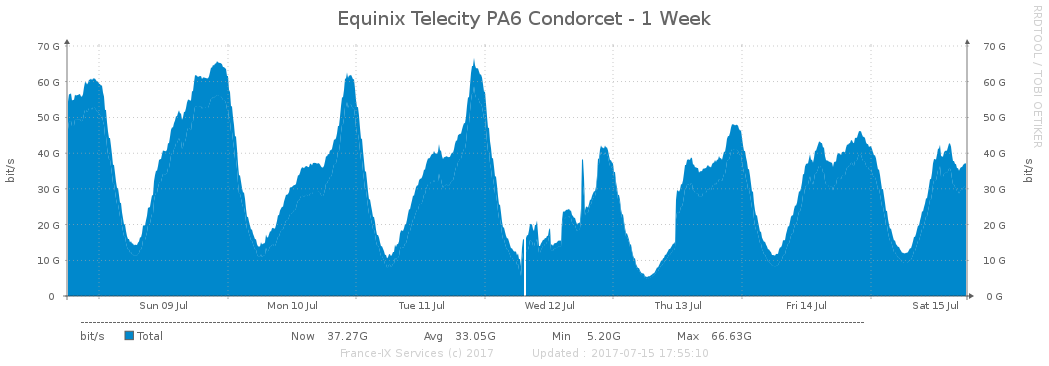 Equinix Telecity PA6 Condorcet - 1 Week
RRDTOOL / TOBI OETIKER
bit/s
70 G 70 G
60 G 60 G
50 G 50 G
40 G 40 G
30 G 30 G
20 G 20 G
10 G 10 G
0 0 G
bit/s
Sun 09 Jul Mon 10 Jul Tue 11 Jul Wed 12 Jul Thu 13 Jul Fri 14 Jul Sat 15 Jul
bit/s Total Now 37.27G Avg 33.05G Min 5.20G Max 66.63G
France-IX Services (c) 2017 Updated : 2017-07-15 17:55:10